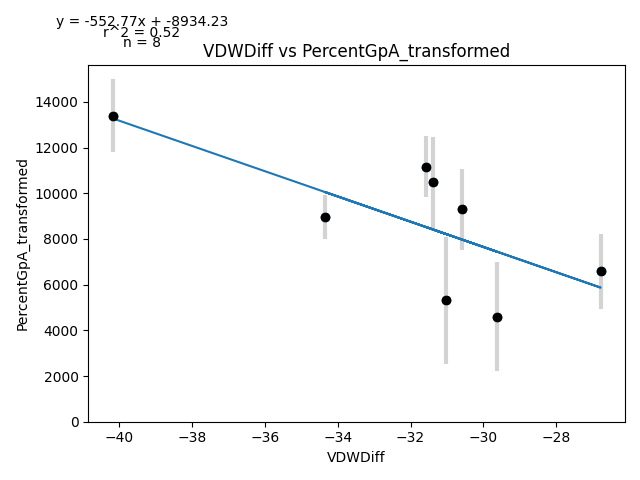 y = -552.77x + -8934.23
r^2 = 0.52
n = 8
VDWDiff vs PercentGpA_transformed
PercentGpA_transformed
14000
12000
10000
8000
6000
4000
2000
0
−40
−38
−36
−34
−32
−30
−28
VDWDiff